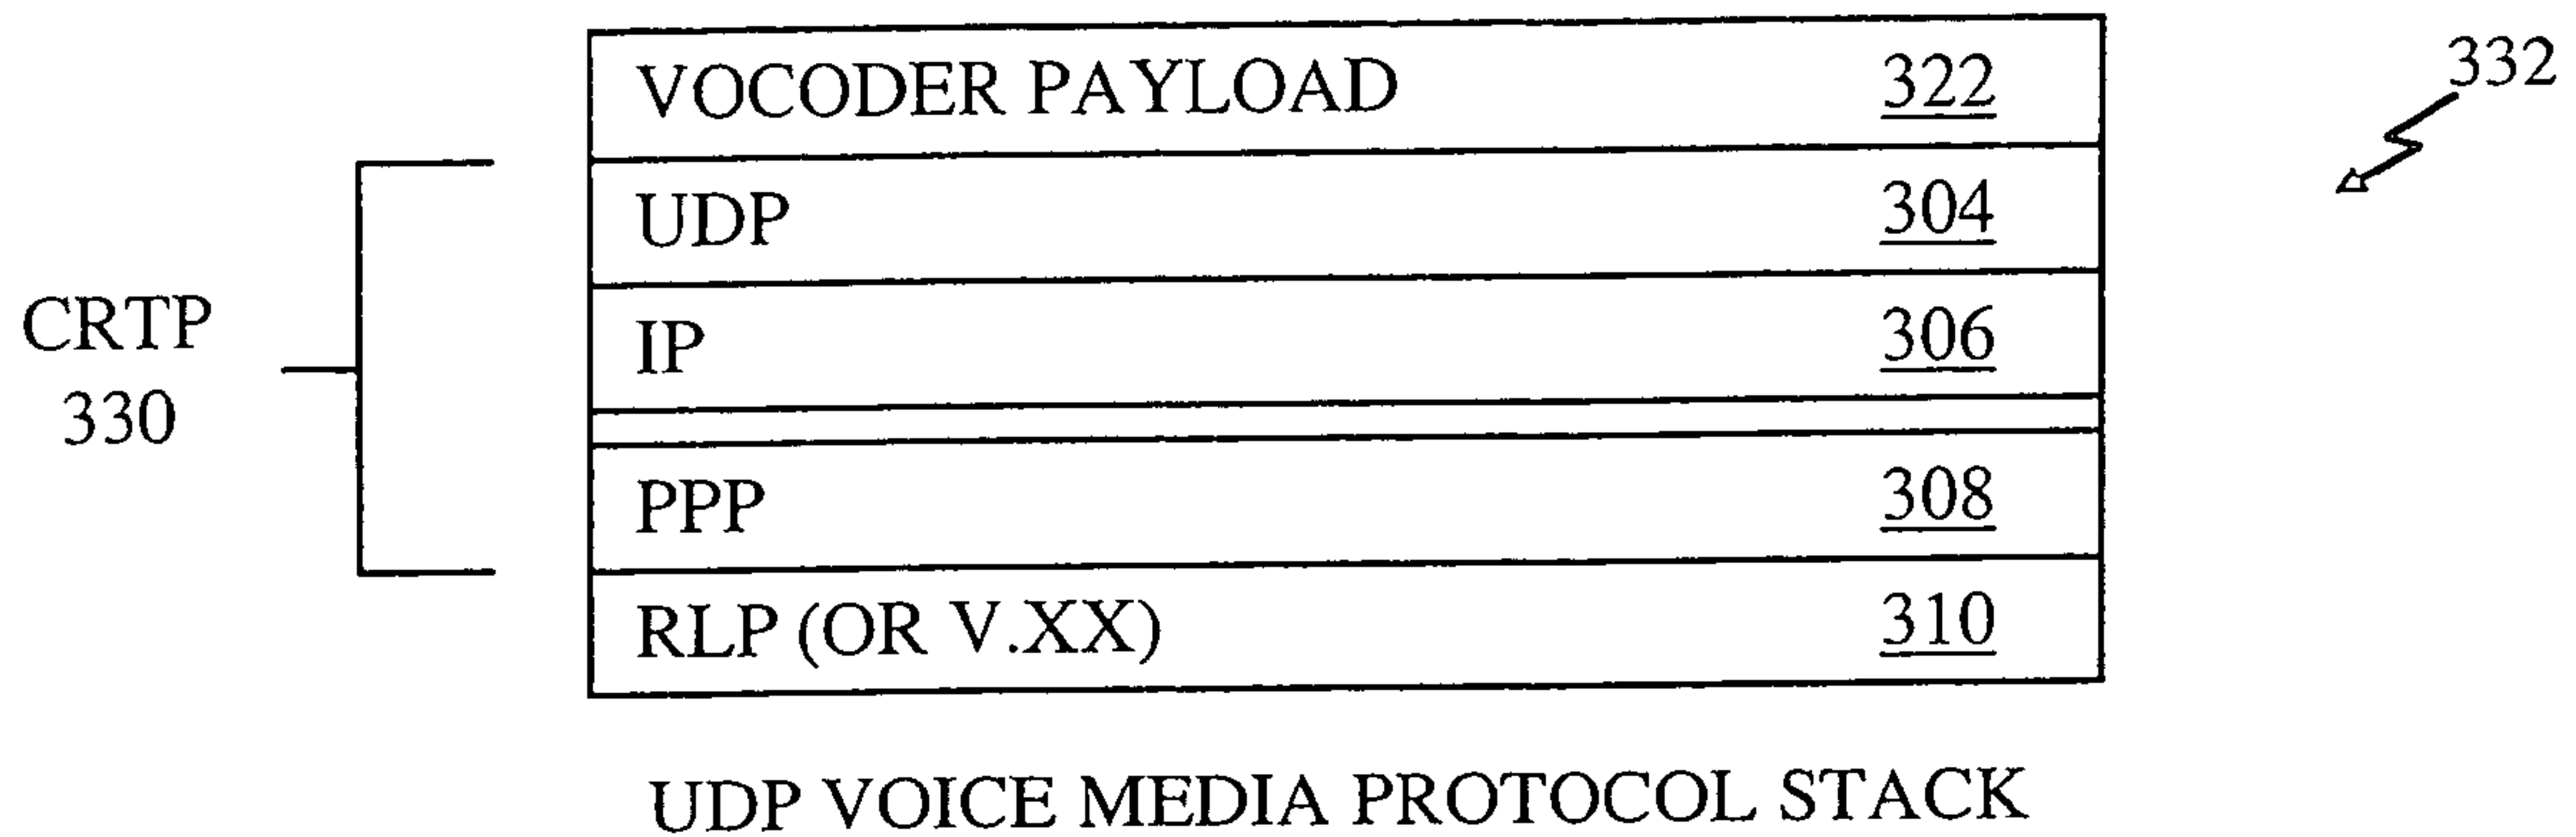 VOCODER PAYLOAD 322
332
UDP 304
CRTP
330
IP 306
PPP 308
RLP (OR V.XX) 310
UDP VOICE MEDIA PROTOCOL STACK